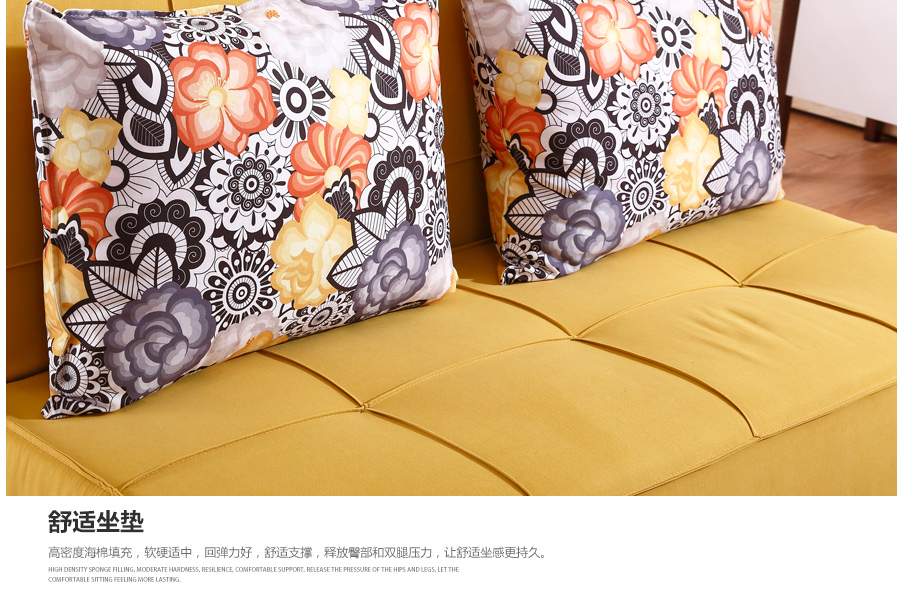 舒适坐垫
高密度海棉填充，软硬适中，回弹力好，舒适支撑，释放臀部和双腿压力，让舒适坐感更持久。
HIGH DENSITY SPONGE FILLING, MODERATE HARDNESS, RESILIENCE, COMFORTABLE SUPPORT, RELEASE THE PRESSURE OF THE HIPS AND LEGS, LET THE
COMFORTABLE SITTING FEELING MORE LASTING.